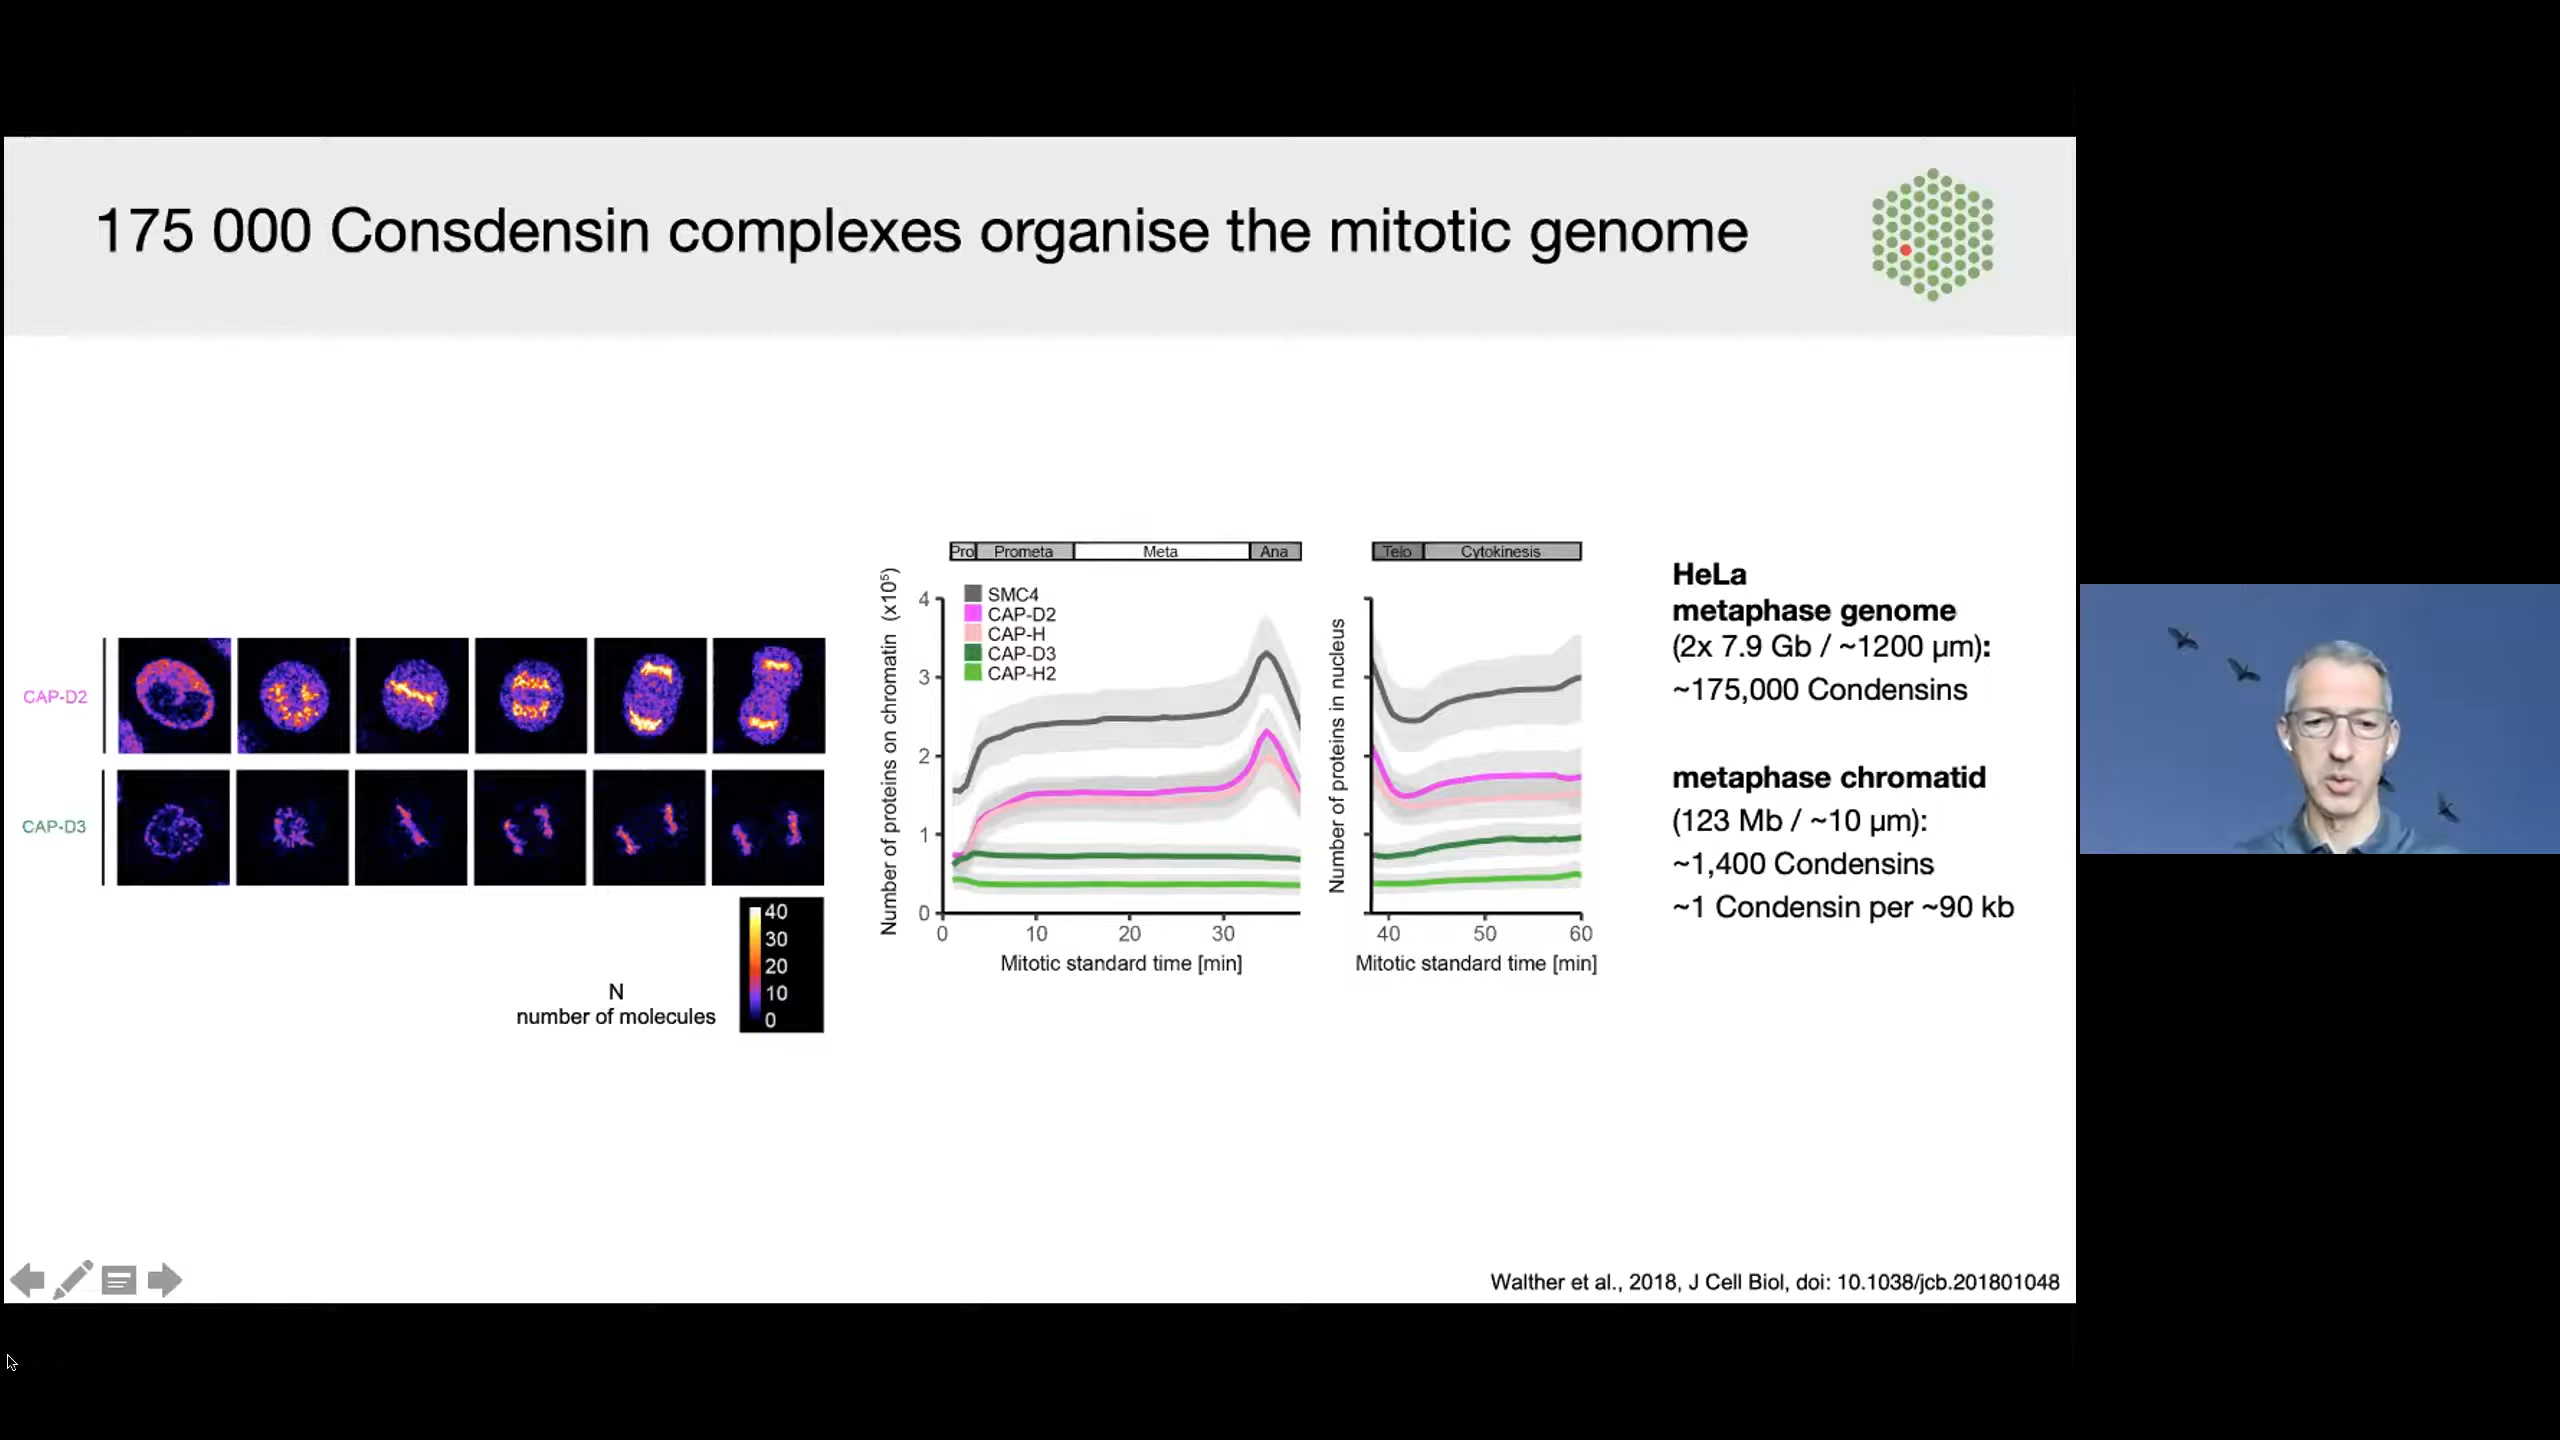 175 000 Consdensin complexes organise the mitotic genome
CAP-D2
CAP-D3
40
30
20
10
0
N
number of molecules
Pro
Prometa
Meta
Ana
Number of proteins on chromatin (x10⁵)
4
3
2
1
0
SMC4
CAP-D2
CAP-H
CAP-D3
CAP-H2
0
10
20
30
Mitotic standard time [min]
Telo
Cytokinesis
Number of proteins in nucleus
40
50
60
Mitotic standard time [min]
HeLa
metaphase genome
(2x 7.9 Gb / ~1200 µm):
~175,000 Condensins
metaphase chromatid
(123 Mb / ~10 µm):
~1,400 Condensins
~1 Condensin per ~90 kb
Walther et al., 2018, J Cell Biol, doi: 10.1038/jcb.201801048